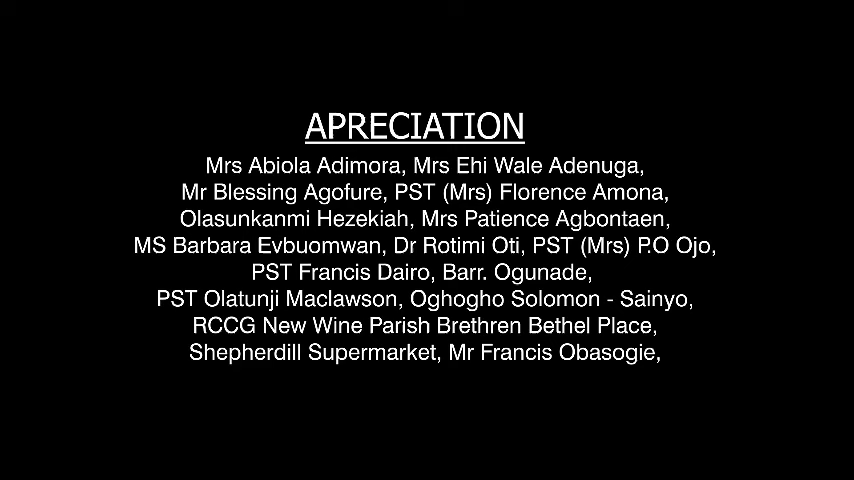 APRECIATION
Mrs Abiola Adimora, Mrs Ehi Wale Adenuga,
Mr Blessing Agofure, PST (Mrs) Florence Amona,
Olasunkanmi Hezekiah, Mrs Patience Agbontaen,
MS Barbara Evbuomwan, Dr Rotimi Oti, PST (Mrs) P.O Ojo,
PST Francis Dairo, Barr. Ogunade,
PST Olatunji Maclawson, Oghogho Solomon - Sainyo,
RCCG New Wine Parish Brethren Bethel Place,
Shepherdill Supermarket, Mr Francis Obasogie,